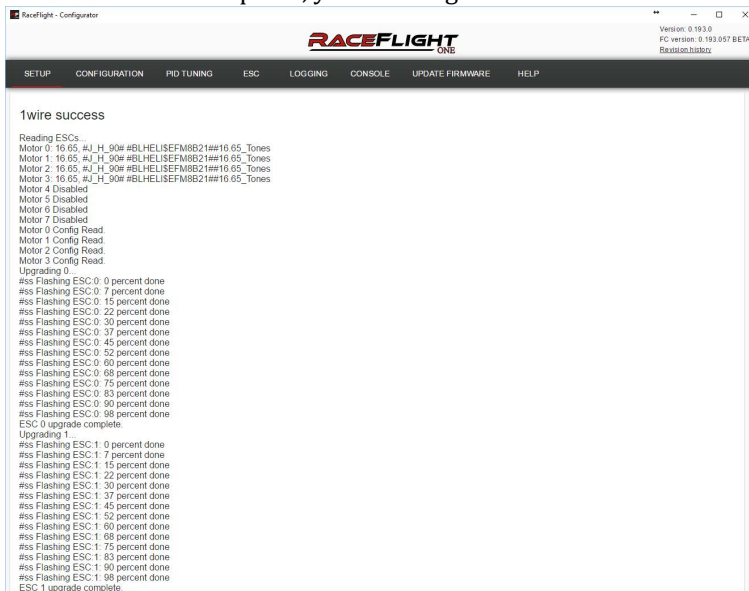 RaceFlight - Configurator
RACEFLIGHT
ONE
Version: 0.193.0
FC version: 0.193.057 BETA
Revision history
SETUP CONFIGURATION PID TUNING ESC LOGGING CONSOLE UPDATE FIRMWARE HELP
1wire success
Reading ESCs...
Motor 0: 16.65, #J_H_90# #BLHELI$EFM8B21##16.65_Tones
Motor 1: 16.65, #J_H_90# #BLHELI$EFM8B21##16.65_Tones
Motor 2: 16.65, #J_H_90# #BLHELI$EFM8B21##16.65_Tones
Motor 3: 16.65, #J_H_90# #BLHELI$EFM8B21##16.65_Tones
Motor 4 Disabled
Motor 5 Disabled
Motor 6 Disabled
Motor 7 Disabled
Motor 0 Config Read.
Motor 1 Config Read.
Motor 2 Config Read.
Motor 3 Config Read.
Upgrading 0...
#ss Flashing ESC:0: 0 percent done
#ss Flashing ESC:0: 7 percent done
#ss Flashing ESC:0: 15 percent done
#ss Flashing ESC:0: 22 percent done
#ss Flashing ESC:0: 30 percent done
#ss Flashing ESC:0: 37 percent done
#ss Flashing ESC:0: 45 percent done
#ss Flashing ESC:0: 52 percent done
#ss Flashing ESC:0: 60 percent done
#ss Flashing ESC:0: 68 percent done
#ss Flashing ESC:0: 75 percent done
#ss Flashing ESC:0: 83 percent done
#ss Flashing ESC:0: 90 percent done
#ss Flashing ESC:0: 98 percent done
ESC 0 upgrade complete.
Upgrading 1...
#ss Flashing ESC:1: 0 percent done
#ss Flashing ESC:1: 7 percent done
#ss Flashing ESC:1: 15 percent done
#ss Flashing ESC:1: 22 percent done
#ss Flashing ESC:1: 30 percent done
#ss Flashing ESC:1: 37 percent done
#ss Flashing ESC:1: 45 percent done
#ss Flashing ESC:1: 52 percent done
#ss Flashing ESC:1: 60 percent done
#ss Flashing ESC:1: 68 percent done
#ss Flashing ESC:1: 75 percent done
#ss Flashing ESC:1: 83 percent done
#ss Flashing ESC:1: 90 percent done
#ss Flashing ESC:1: 98 percent done
ESC 1 upgrade complete.